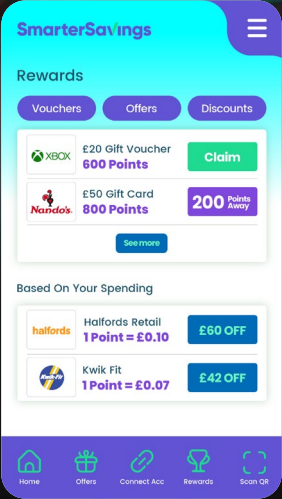 SmarterSavings
Rewards
Vouchers
Offers
Discounts
XBOX
£20 Gift Voucher
600 Points
Claim
Nando's
£50 Gift Card
800 Points
200 Points Away
See more
Based On Your Spending
halfords
Halfords Retail
1 Point = £0.10
£60 OFF
Kwik-Fit
Kwik Fit
1 Point = £0.07
£42 OFF
Home
Offers
Connect Acc
Rewards
Scan QR